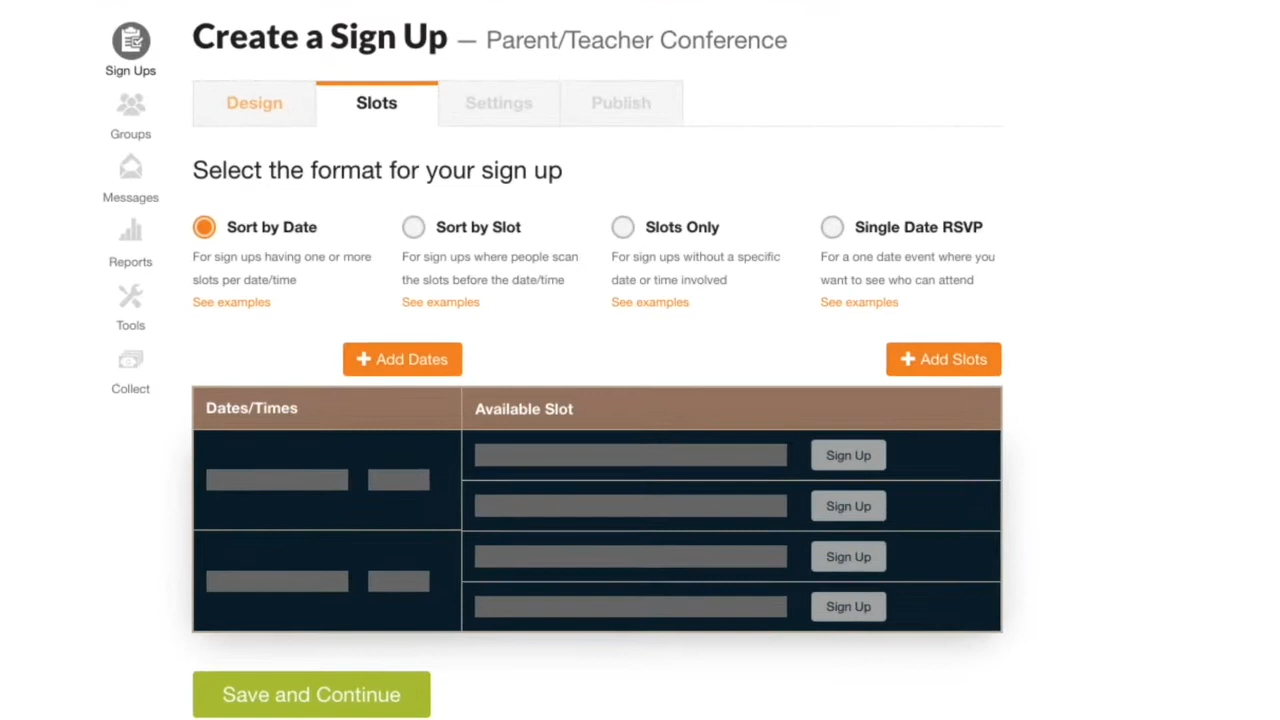 Create a Sign Up — Parent/Teacher Conference
Sign Ups
Groups
Messages
Reports
Tools
Collect
Design
Slots
Settings
Publish
Select the format for your sign up
Sort by Date
For sign ups having one or more
slots per date/time
See examples
Sort by Slot
For sign ups where people scan
the slots before the date/time
See examples
Slots Only
For sign ups without a specific
date or time involved
See examples
Single Date RSVP
For a one date event where you
want to see who can attend
See examples
Add Dates
Add Slots
Dates/Times
Available Slot
Sign Up
Sign Up
Sign Up
Sign Up
Save and Continue